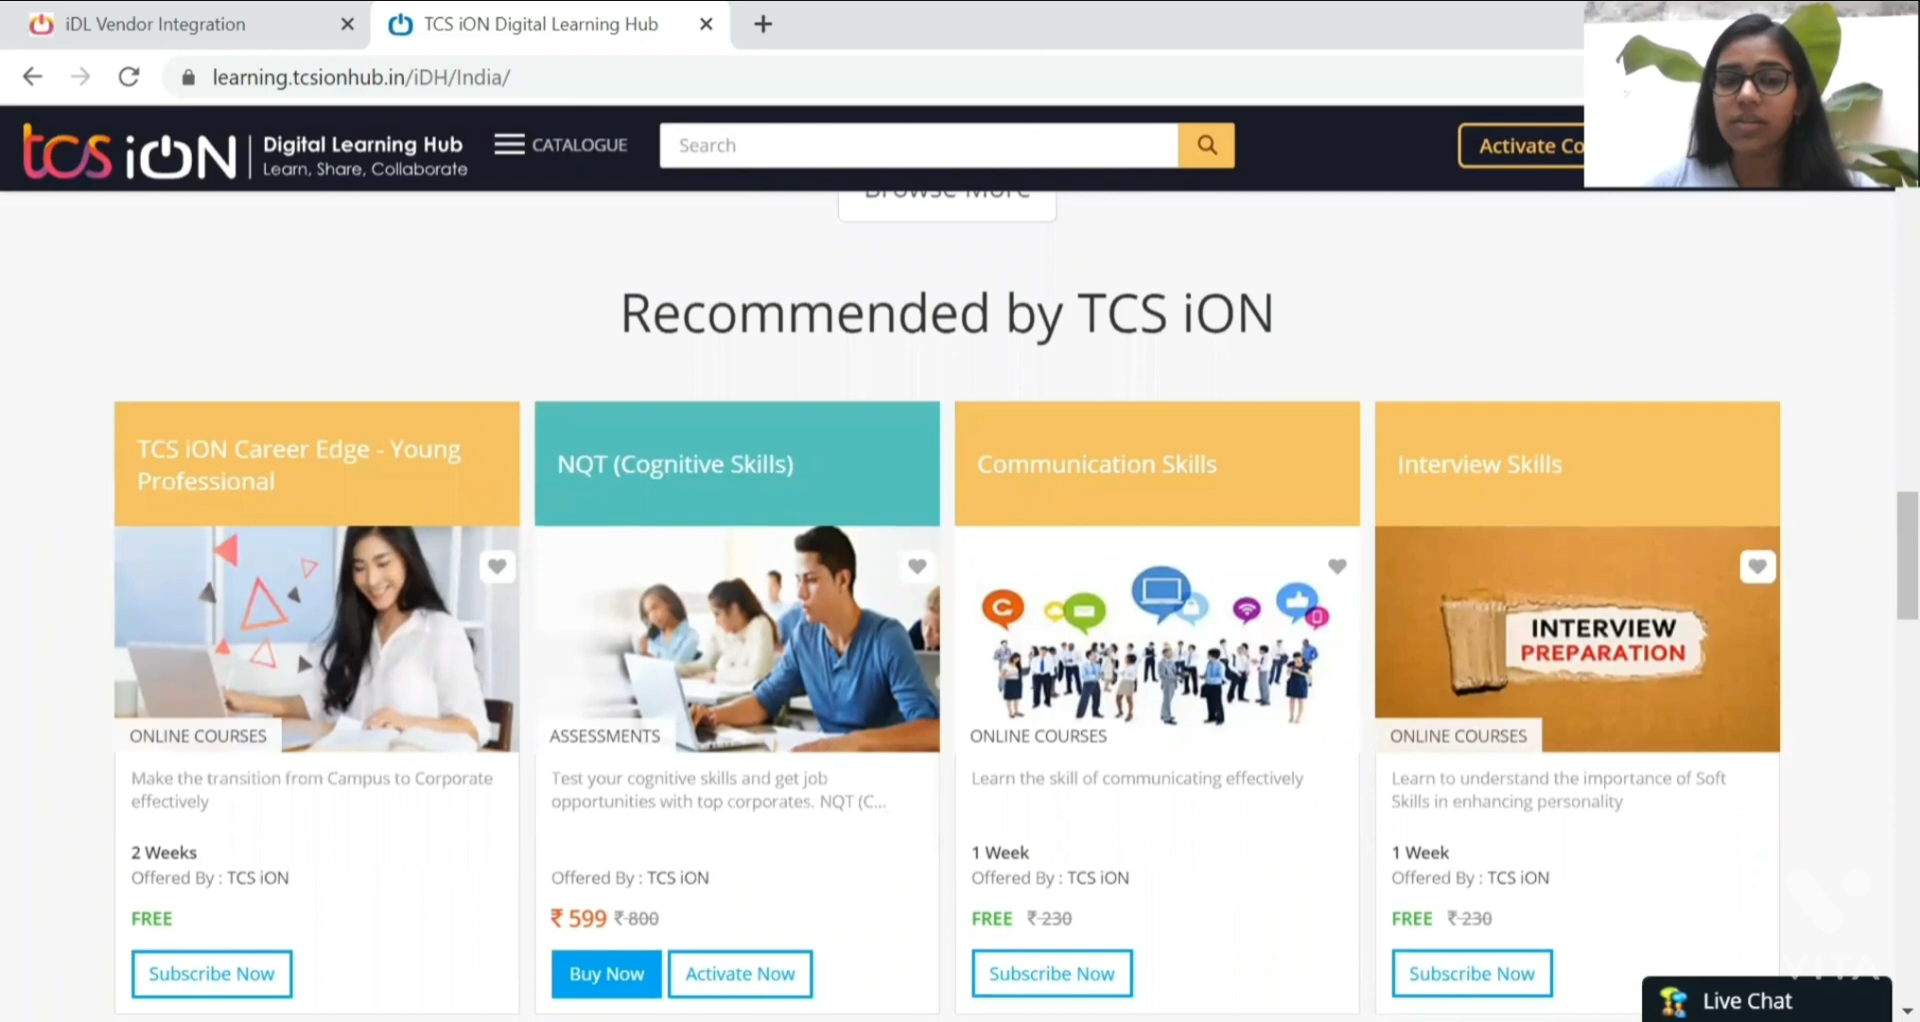 iDL Vendor Integration
TCS iON Digital Learning Hub
learning.tcsionhub.in/iDH/India/
tcs iON
Digital Learning Hub
Learn, Share, Collaborate
CATALOGUE
Search
Activate Co
Browse More
Recommended by TCS iON
TCS iON Career Edge - Young
Professional
ONLINE COURSES
Make the transition from Campus to Corporate
effectively
2 Weeks
Offered By : TCS iON
FREE
Subscribe Now
NQT (Cognitive Skills)
ASSESSMENTS
Test your cognitive skills and get job
opportunities with top corporates. NQT (C...
Offered By : TCS iON
₹ 599 ₹ 800
Buy Now
Activate Now
Communication Skills
ONLINE COURSES
Learn the skill of communicating effectively
1 Week
Offered By : TCS iON
FREE ₹ 230
Subscribe Now
Interview Skills
INTERVIEW
PREPARATION
ONLINE COURSES
Learn to understand the importance of Soft
Skills in enhancing personality
1 Week
Offered By : TCS iON
FREE ₹ 230
Subscribe Now
VITA
Live Chat